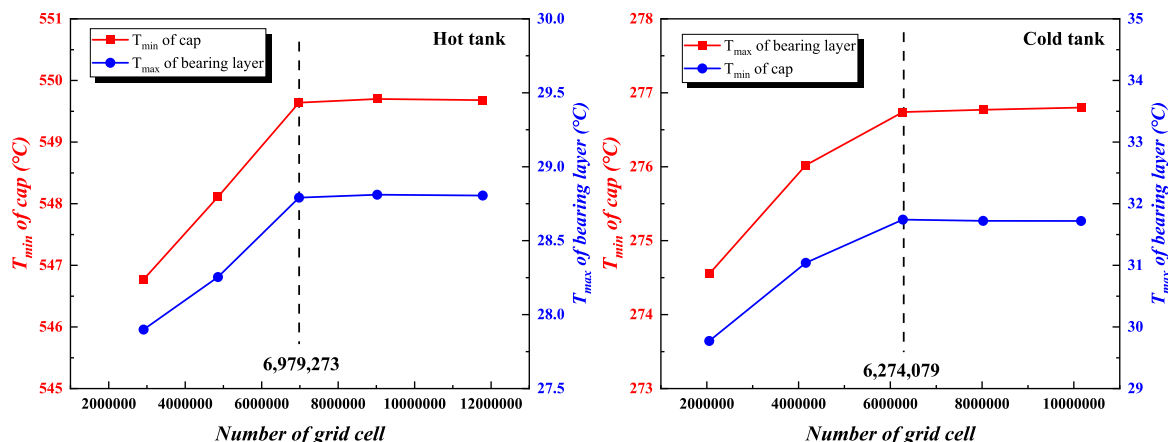 551
550
549
548
547
546
545
T_min of cap (°C)
T_min of cap
T_max of bearing layer
Hot tank
30.0
29.5
29.0
28.5
28.0
27.5
T_max of bearing layer (°C)
6,979,273
2000000 4000000 6000000 8000000 10000000 12000000
Number of grid cell
278
277
276
275
274
273
T_min of cap (°C)
T_max of bearing layer
T_min of cap
Cold tank
35
34
33
32
31
30
29
T_max of bearing layer (°C)
6,274,079
2000000 4000000 6000000 8000000 10000000
Number of grid cell